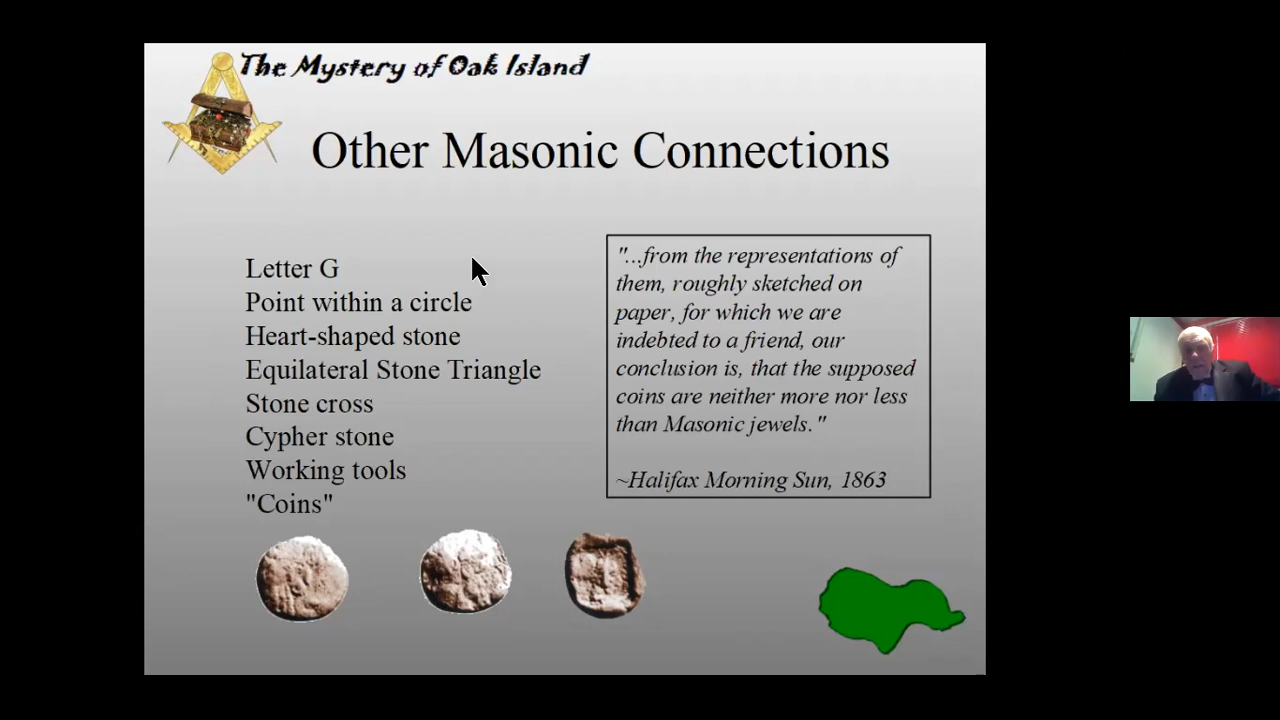 The Mystery of Oak Island
Other Masonic Connections
Letter G
Point within a circle
Heart-shaped stone
Equilateral Stone Triangle
Stone cross
Cypher stone
Working tools
"Coins"
"...from the representations of
them, roughly sketched on
paper, for which we are
indebted to a friend, our
conclusion is, that the supposed
coins are neither more nor less
than Masonic jewels."
~Halifax Morning Sun, 1863